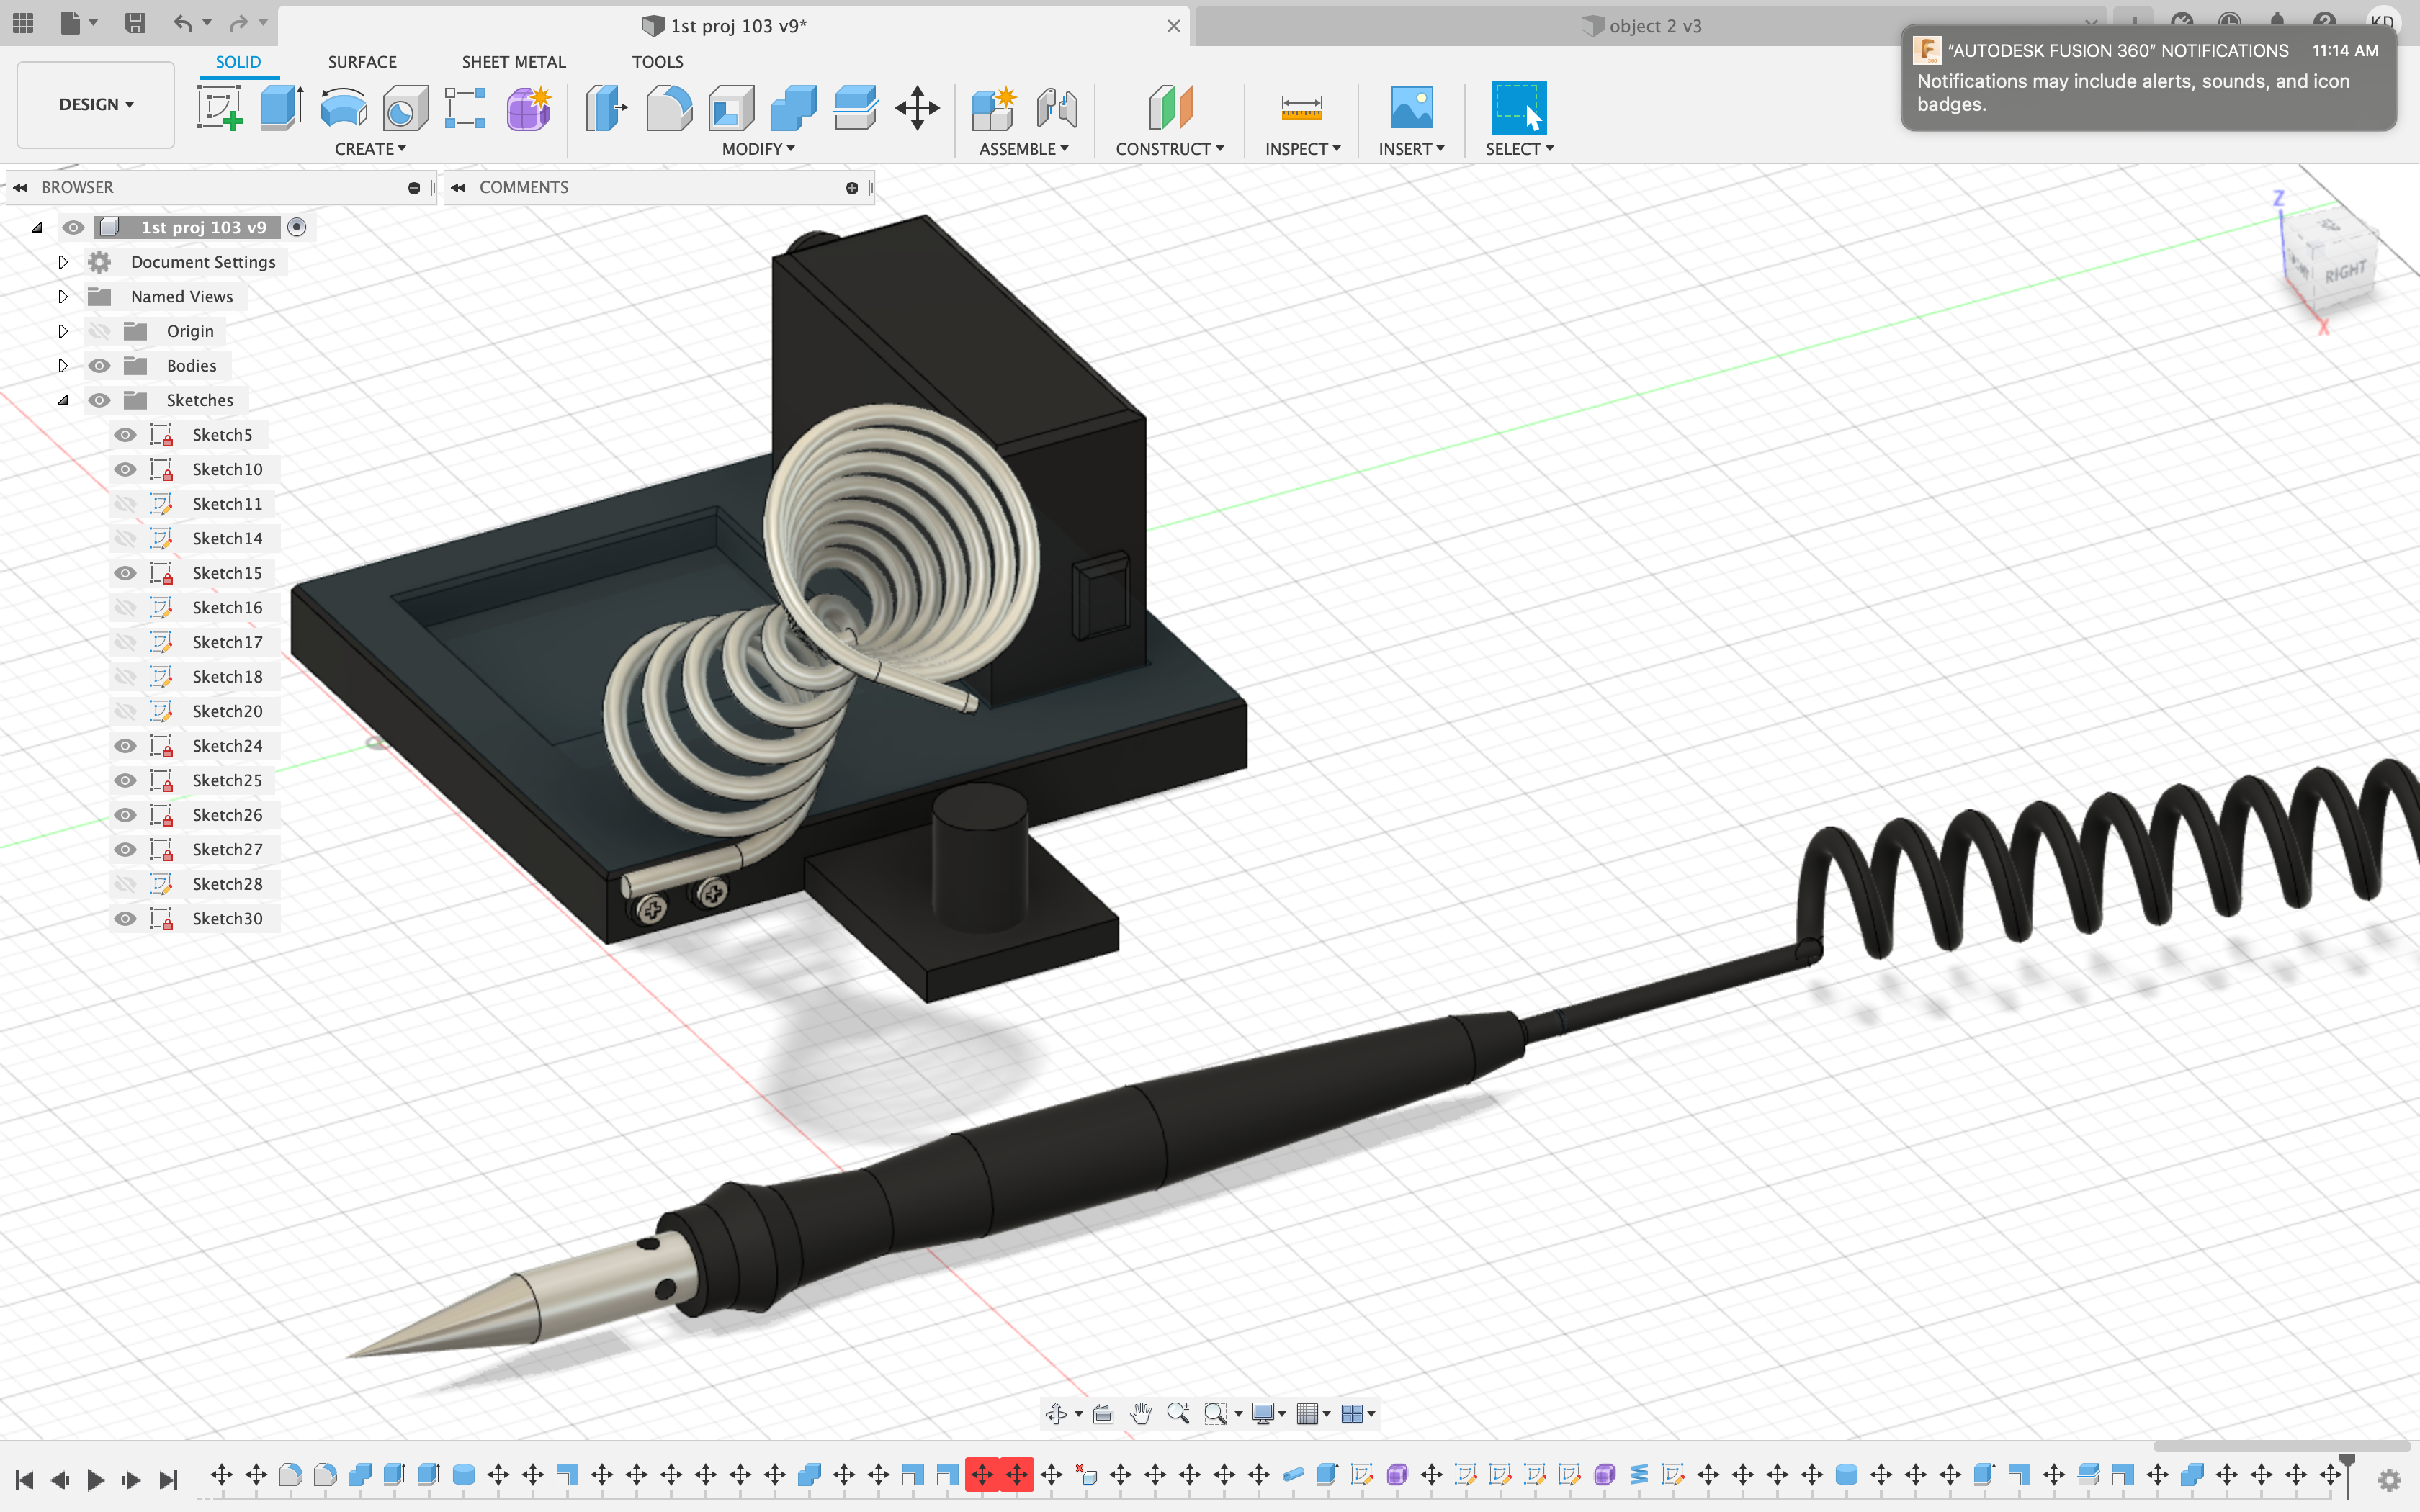 1st proj 103 v9*
object 2 v3
KD
"AUTODESK FUSION 360" NOTIFICATIONS 11:14 AM
Notifications may include alerts, sounds, and icon
badges.
DESIGN
SOLID SURFACE SHEET METAL TOOLS
CREATE MODIFY ASSEMBLE CONSTRUCT INSPECT INSERT SELECT
BROWSER
COMMENTS
1st proj 103 v9
Document Settings
Named Views
Origin
Bodies
Sketches
Sketch5
Sketch10
Sketch11
Sketch14
Sketch15
Sketch16
Sketch17
Sketch18
Sketch20
Sketch24
Sketch25
Sketch26
Sketch27
Sketch28
Sketch30
Z
RIGHT
X